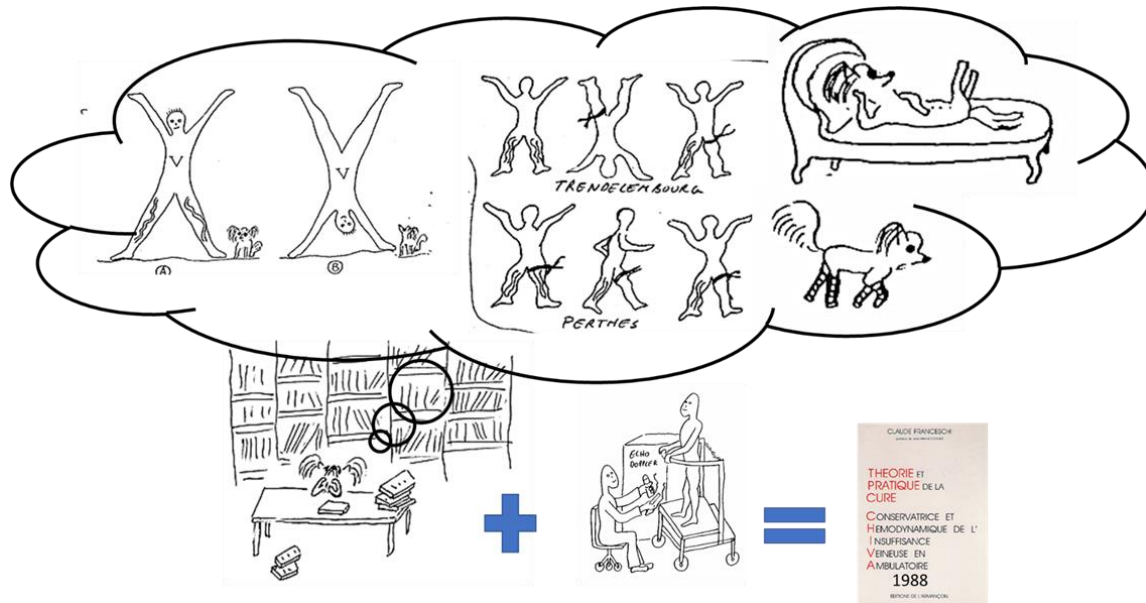 V
V
A
B
TRENDELEMBOURG
PERTHES
ECHO
DOPPLER
CLAUDE FRANCESCHI
THEORIE ET
PRATIQUE DE LA
CURE
CONSERVATRICE ET
HEMODYNAMIQUE DE L'
INSUFFISANCE
VEINEUSE EN
AMBULATOIRE
1988
EDITIONS DE L'ARMANÇON